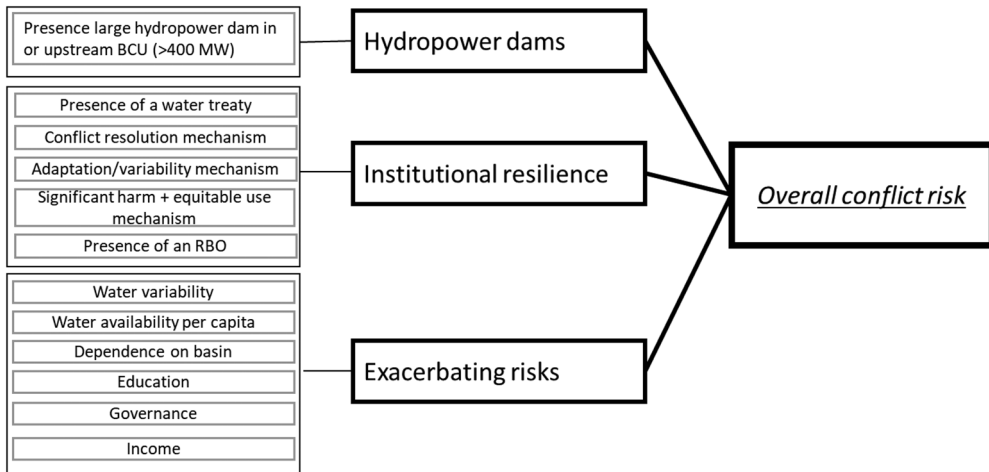 Presence large hydropower dam in
or upstream BCU (>400 MW)
Hydropower dams
Presence of a water treaty
Conflict resolution mechanism
Adaptation/variability mechanism
Significant harm + equitable use
mechanism
Presence of an RBO
Institutional resilience
Overall conflict risk
Water variability
Water availability per capita
Dependence on basin
Education
Governance
Income
Exacerbating risks